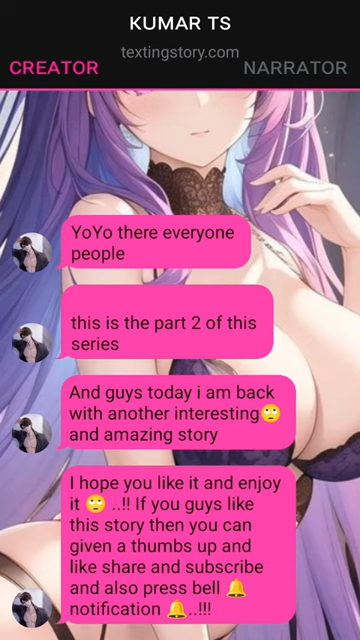 KUMAR TS
textingstory.com
CREATOR
NARRATOR
YoYo there everyone
people
this is the part 2 of this
series
And guys today i am back
with another interesting🙄
and amazing story
I hope you like it and enjoy
it 🙄 ..!! If you guys like
this story then you can
given a thumbs up and
like share and subscribe
and also press bell 🔔
notification 🔔..!!!